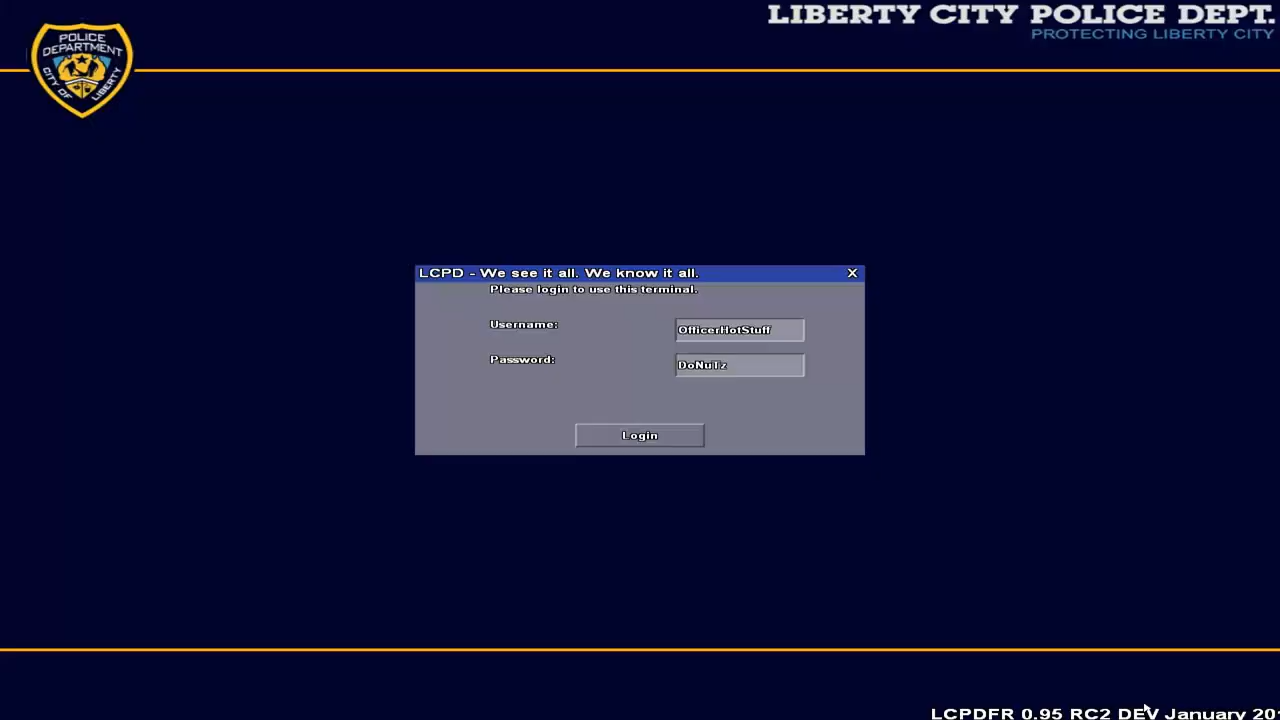 LIBERTY CITY POLICE DEPT.
PROTECTING LIBERTY CITY
POLICE
DEPARTMENT
CITY OF LIBERTY
LCPD - We see it all. We know it all. X
Please login to use this terminal.
Username: OfficerHotStuff
Password: DoNuTz
Login
LCPDFR 0.95 RC2 DEV January 201